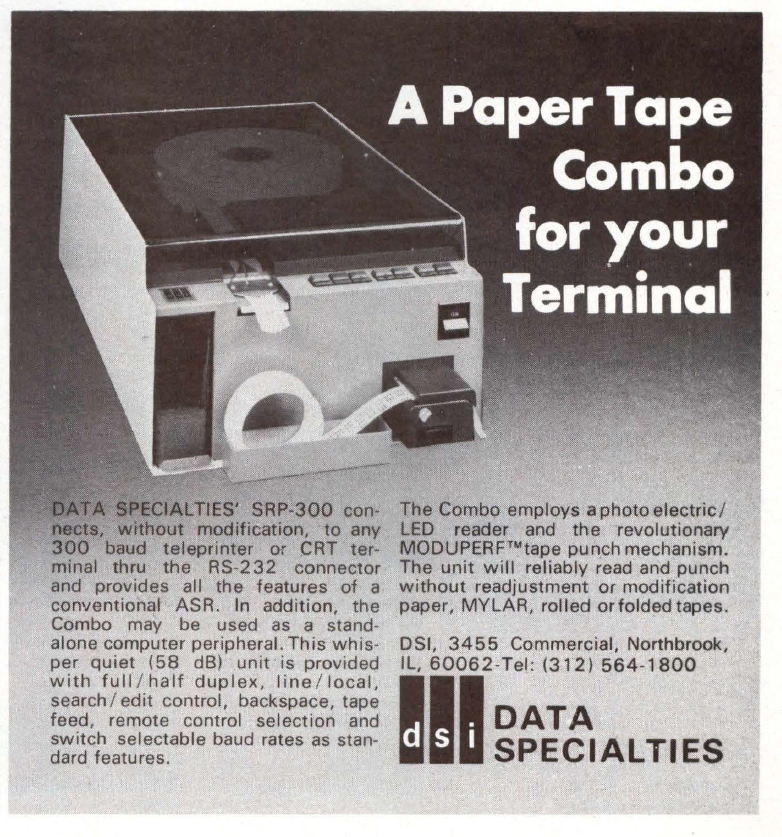 A Paper Tape
Combo
for your
Terminal
DATA SPECIALTIES' SRP-300 con-
nects, without modification, to any
300 baud teleprinter or CRT ter-
minal thru the RS-232 connector
and provides all the features of a
conventional ASR. In addition, the
Combo may be used as a stand-
alone computer peripheral. This whis-
per quiet (58 dB) unit is provided
with full/half duplex, line/local,
search/edit control, backspace, tape
feed, remote control selection and
switch selectable baud rates as stan-
dard features.
The Combo employs a photo electric/
LED reader and the revolutionary
MODUPERF™ tape punch mechanism.
The unit will reliably read and punch
without readjustment or modification
paper, MYLAR, rolled or folded tapes.
DSI, 3455 Commercial, Northbrook,
IL, 60062-Tel: (312) 564-1800
dsi
DATA
SPECIALTIES